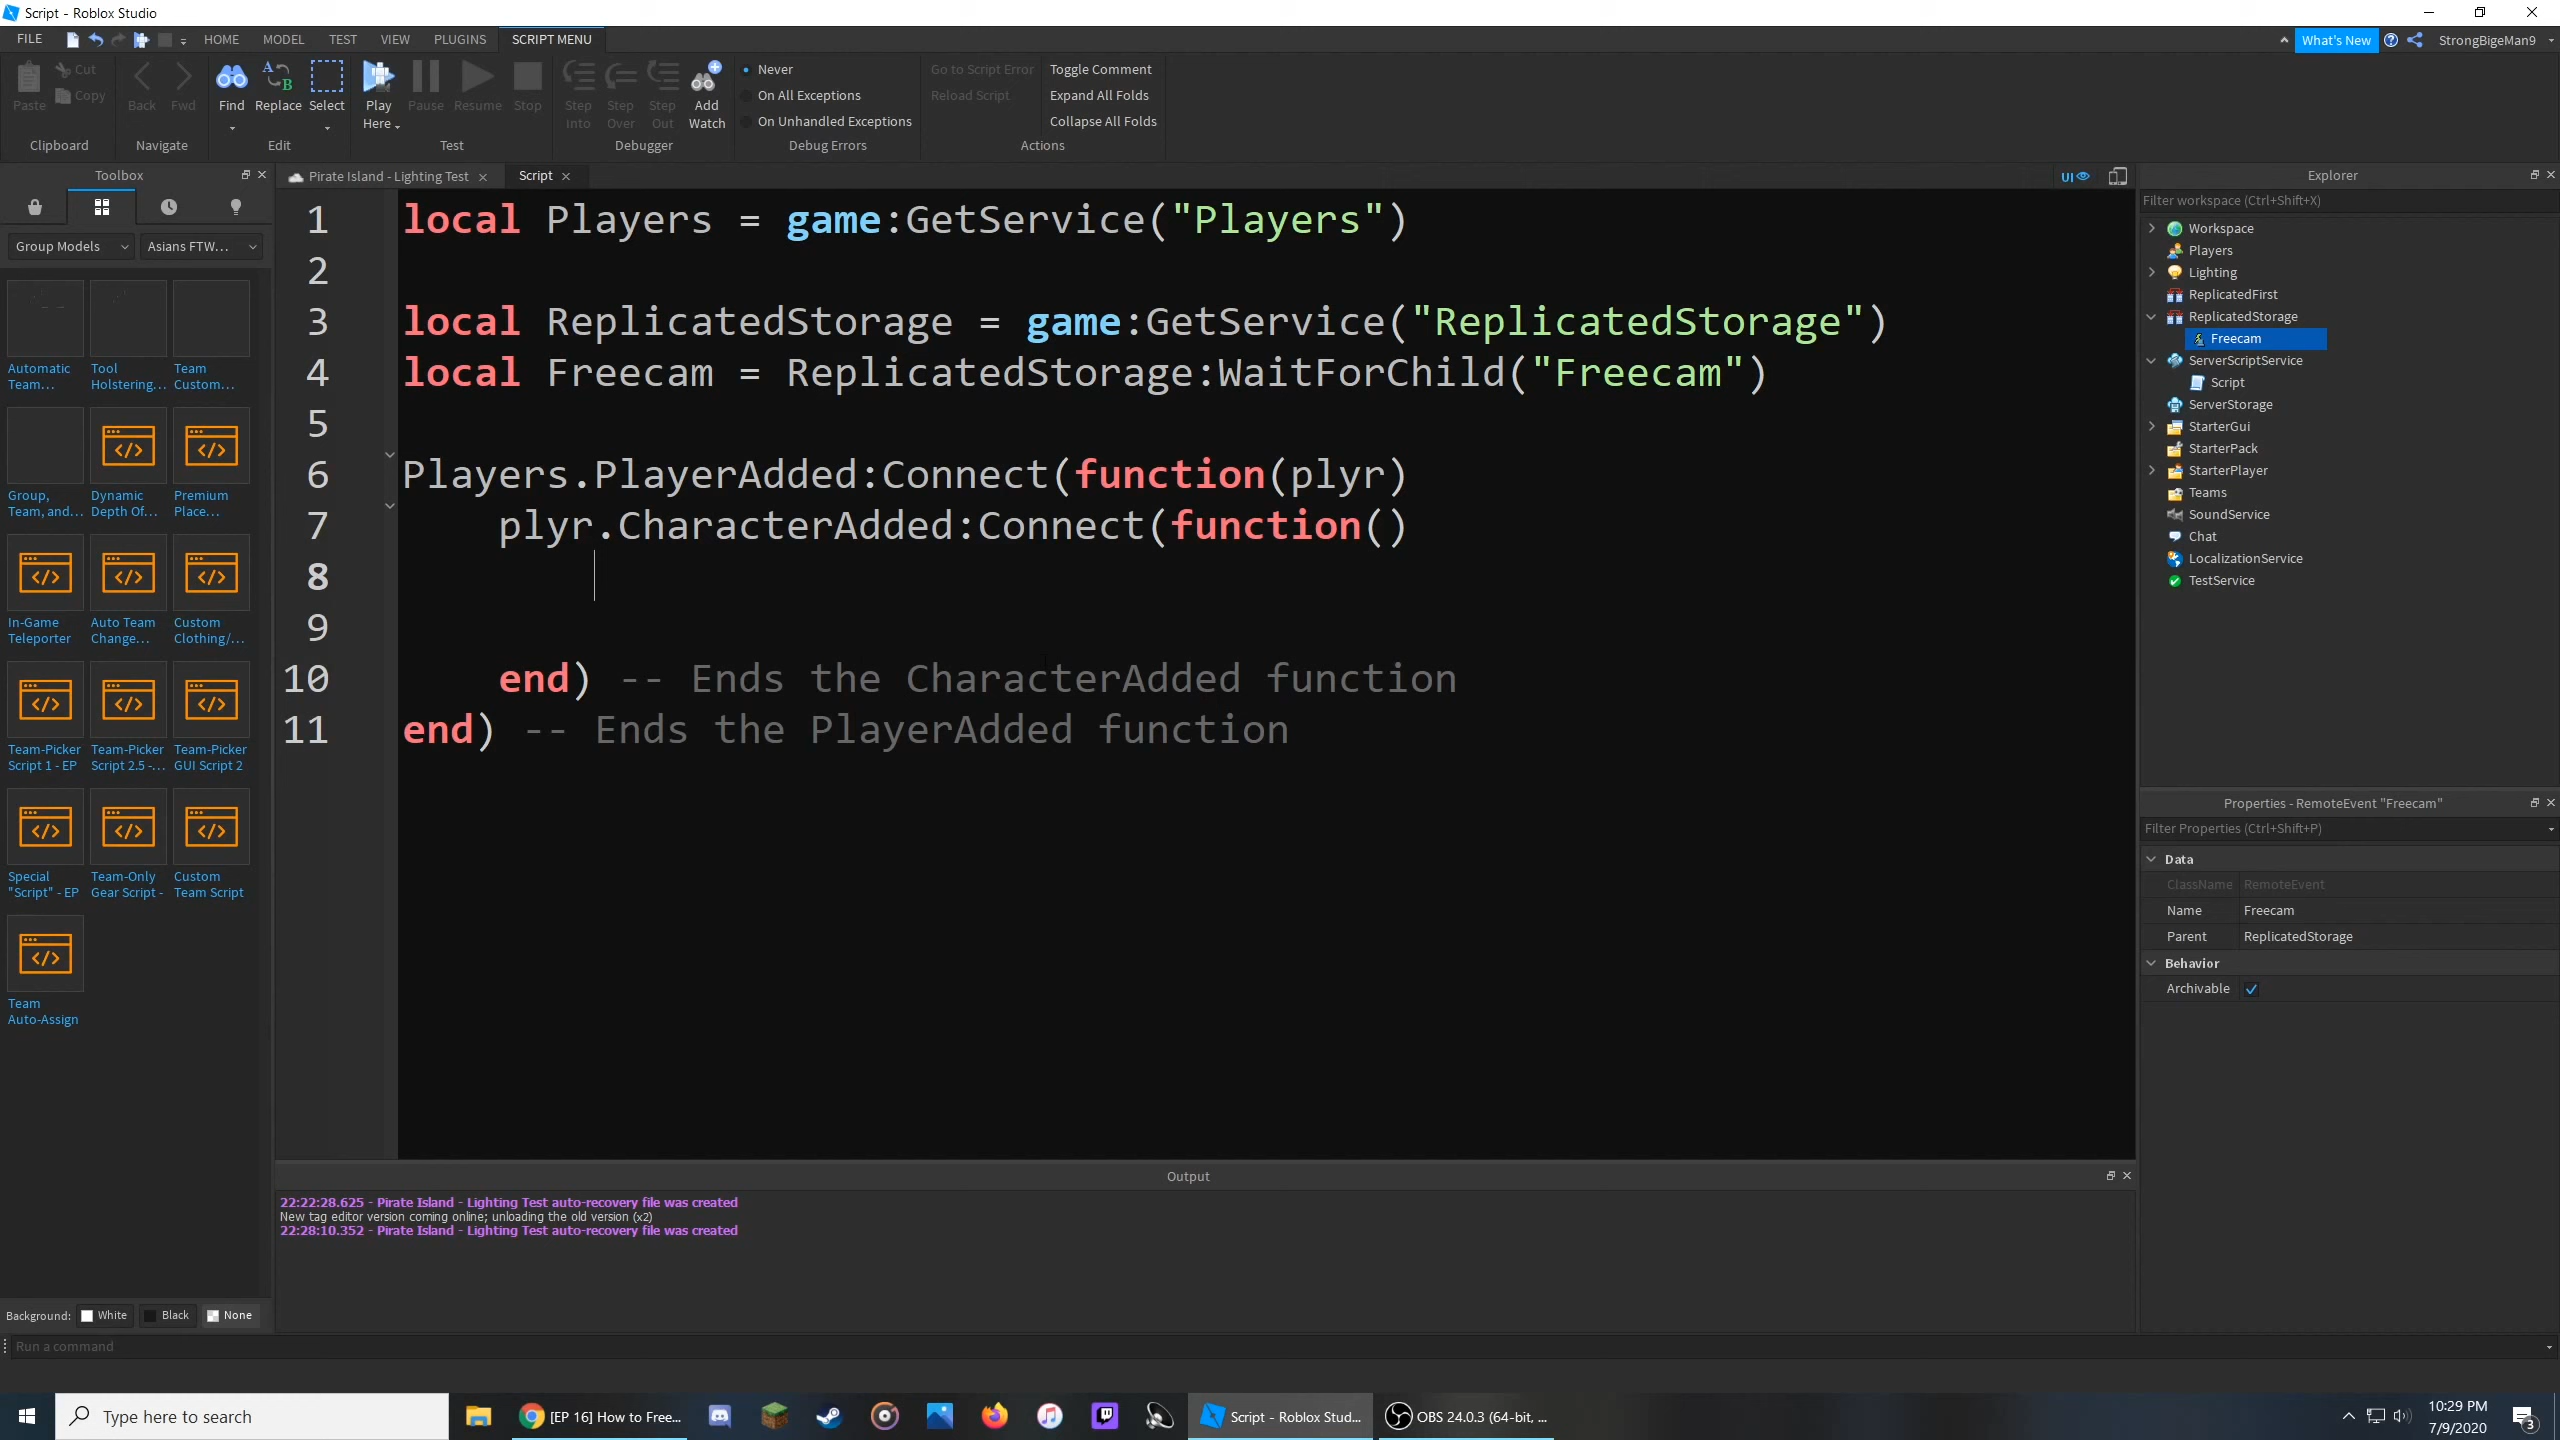 Script - Roblox Studio
FILE HOME MODEL TEST VIEW PLUGINS SCRIPT MENU
What's New StrongBigeMan9
Paste Cut Copy
Back Fwd
Find Replace Select
Play Here Pause Resume Stop
Step Into Step Over Step Out Add Watch
Never
On All Exceptions
On Unhandled Exceptions
Go to Script Error
Reload Script
Toggle Comment
Expand All Folds
Collapse All Folds
Clipboard Navigate Edit Test Debugger Debug Errors Actions
Toolbox
Group Models Asians FTW...
Automatic Team...
Tool Holstering...
Team Custom...
Group, Team, and...
Dynamic Depth Of...
Premium Place...
In-Game Teleporter
Auto Team Change...
Custom Clothing/...
Team-Picker Script 1 - EP
Team-Picker Script 2.5 -...
Team-Picker GUI Script 2
Special "Script" - EP
Team-Only Gear Script -
Custom Team Script
Team Auto-Assign
Background: White Black None
Pirate Island - Lighting Test Script
UI
1 local Players = game:GetService("Players")
2
3 local ReplicatedStorage = game:GetService("ReplicatedStorage")
4 local Freecam = ReplicatedStorage:WaitForChild("Freecam")
5
6 Players.PlayerAdded:Connect(function(plyr)
7 plyr.CharacterAdded:Connect(function()
8
9
10 end) -- Ends the CharacterAdded function
11 end) -- Ends the PlayerAdded function
Output
22:22:28.625 - Pirate Island - Lighting Test auto-recovery file was created
New tag editor version coming online; unloading the old version (x2)
22:28:10.352 - Pirate Island - Lighting Test auto-recovery file was created
Explorer
Filter workspace (Ctrl+Shift+X)
Workspace
Players
Lighting
ReplicatedFirst
ReplicatedStorage
Freecam
ServerScriptService
Script
ServerStorage
StarterGui
StarterPack
StarterPlayer
Teams
SoundService
Chat
LocalizationService
TestService
Properties - RemoteEvent "Freecam"
Filter Properties (Ctrl+Shift+P)
Data
ClassName RemoteEvent
Name Freecam
Parent ReplicatedStorage
Behavior
Archivable
Run a command
Type here to search
[EP 16] How to Free...
Script - Roblox Stud...
OBS 24.0.3 (64-bit, ...
10:29 PM
7/9/2020
3